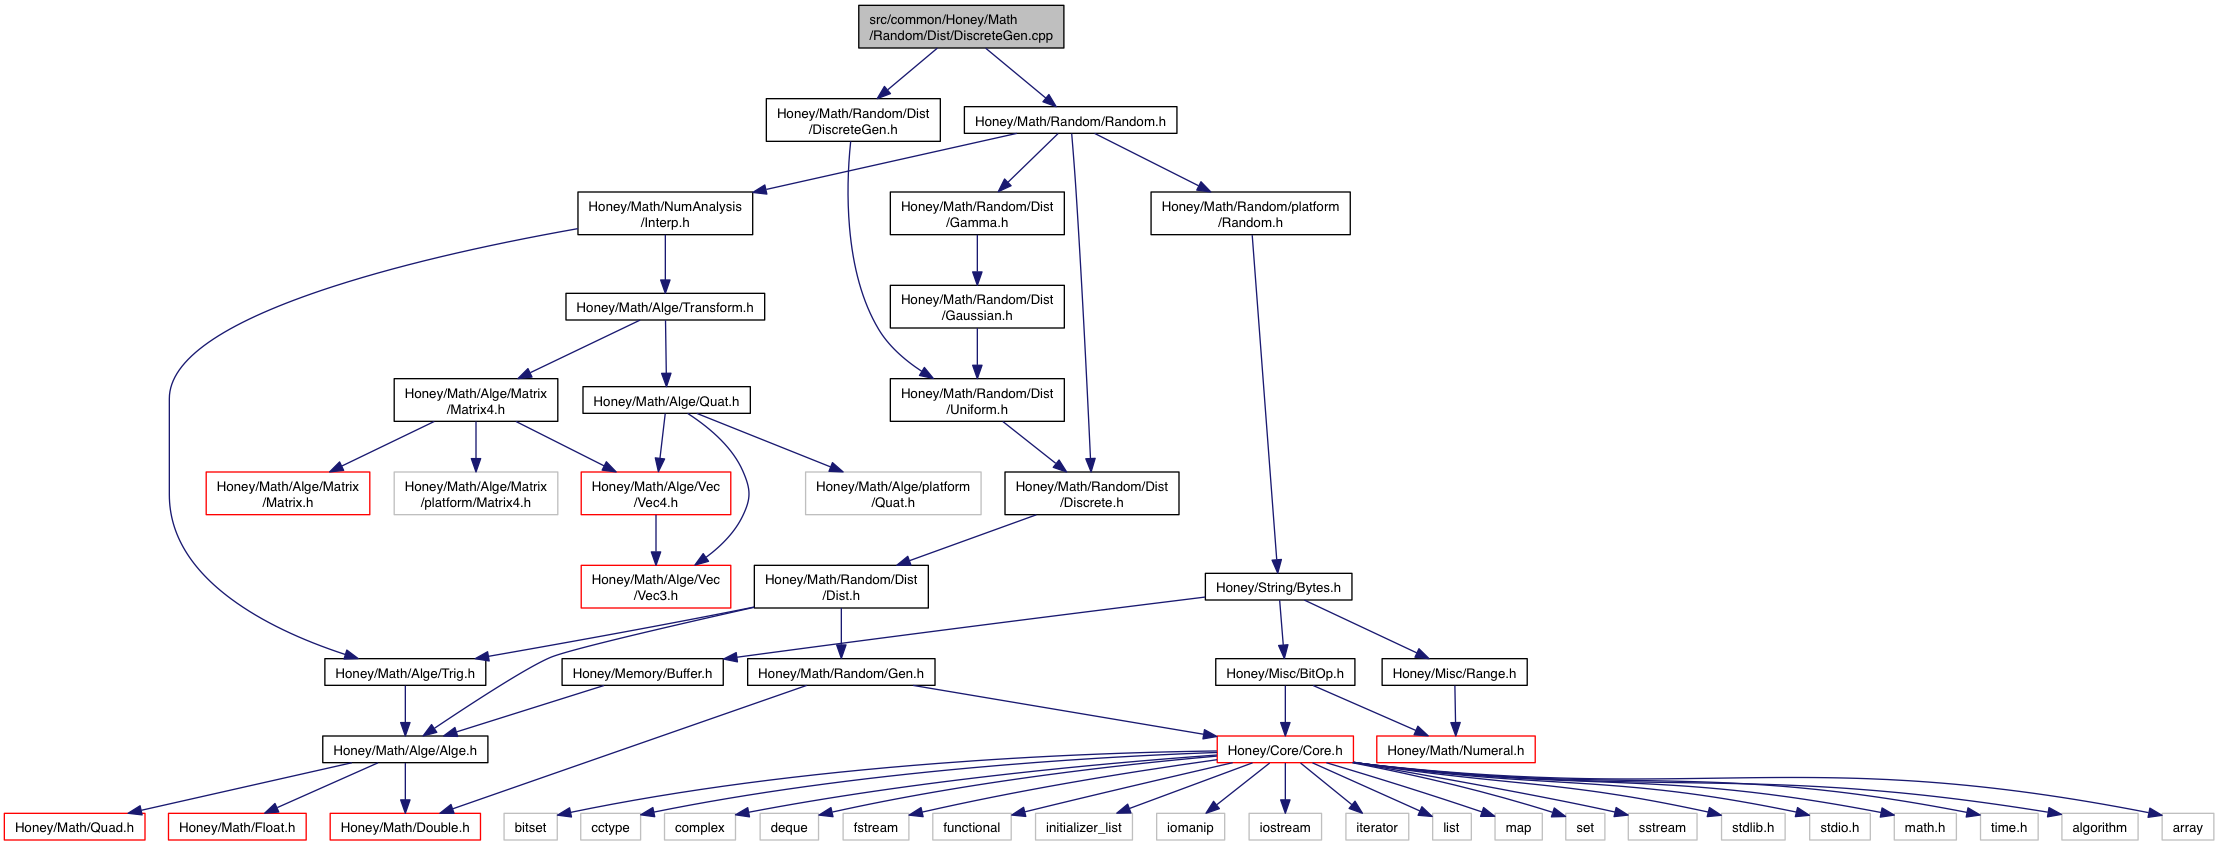 src/common/Honey/Math
/Random/Dist/DiscreteGen.cpp
Honey/Math/Random/Dist
/DiscreteGen.h
Honey/Math/Random/Random.h
Honey/Math/NumAnalysis
/Interp.h
Honey/Math/Random/Dist
/Gamma.h
Honey/Math/Random/platform
/Random.h
Honey/Math/Alge/Transform.h
Honey/Math/Random/Dist
/Gaussian.h
Honey/Math/Alge/Matrix
/Matrix4.h
Honey/Math/Alge/Quat.h
Honey/Math/Random/Dist
/Uniform.h
Honey/Math/Alge/Matrix
/Matrix.h
Honey/Math/Alge/Matrix
/platform/Matrix4.h
Honey/Math/Alge/Vec
/Vec4.h
Honey/Math/Alge/platform
/Quat.h
Honey/Math/Random/Dist
/Discrete.h
Honey/Math/Alge/Vec
/Vec3.h
Honey/Math/Random/Dist
/Dist.h
Honey/String/Bytes.h
Honey/Math/Alge/Trig.h
Honey/Memory/Buffer.h
Honey/Math/Random/Gen.h
Honey/Misc/BitOp.h
Honey/Misc/Range.h
Honey/Math/Alge/Alge.h
Honey/Core/Core.h
Honey/Math/Numeral.h
Honey/Math/Quad.h
Honey/Math/Float.h
Honey/Math/Double.h
bitset
cctype
complex
deque
fstream
functional
initializer_list
iomanip
iostream
iterator
list
map
set
sstream
stdlib.h
stdio.h
math.h
time.h
algorithm
array